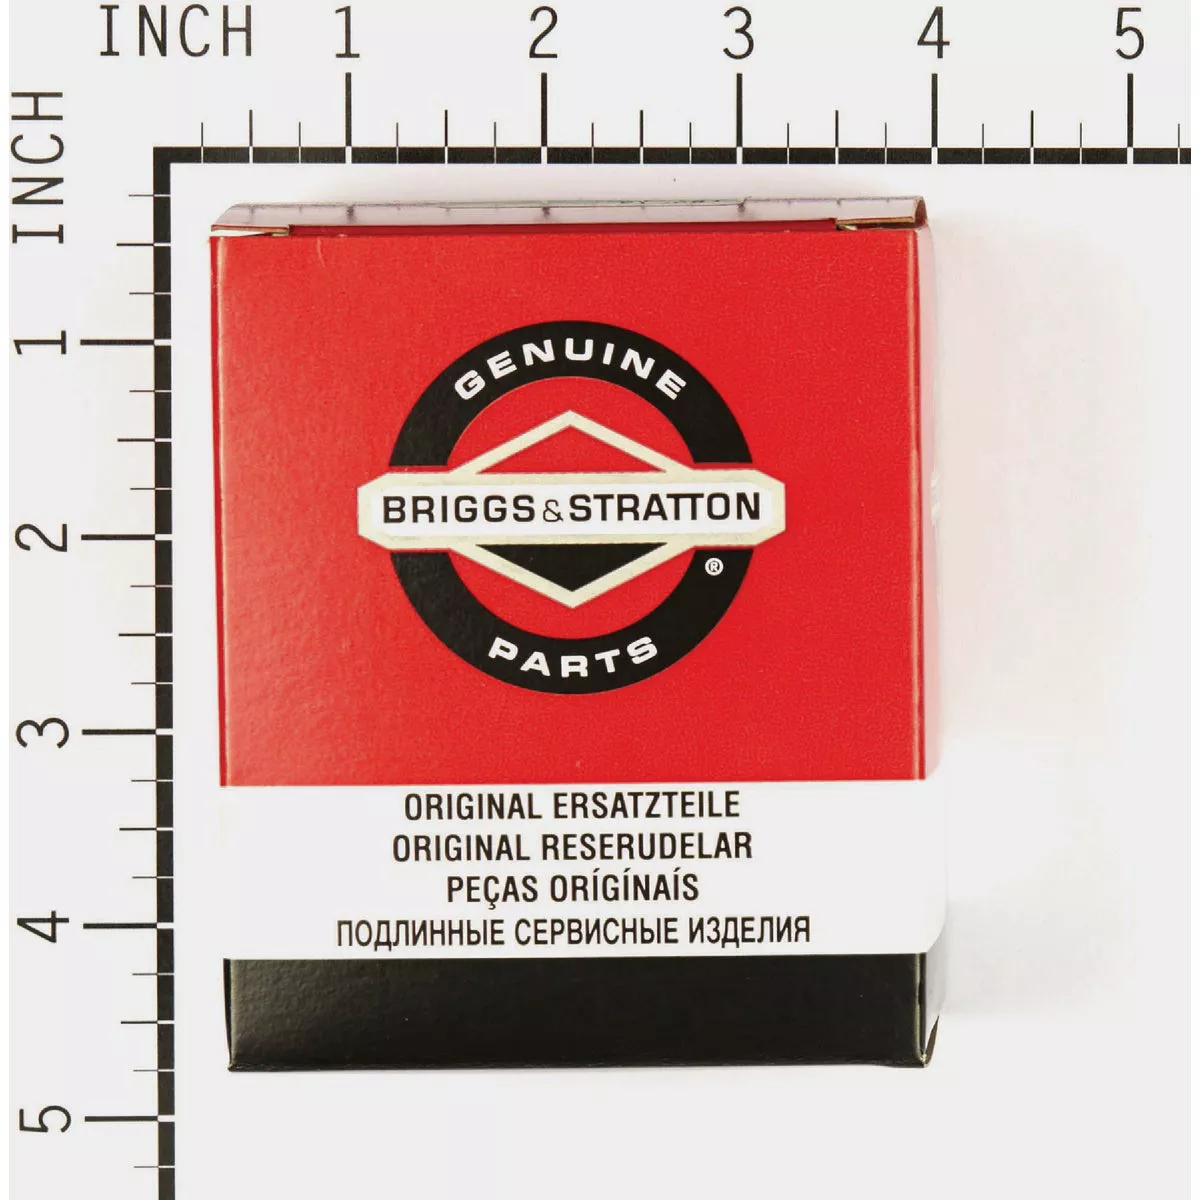 INCH 1 2 3 4 5
INCH
1
2
3
4
5
GENUINE
BRIGGS & STRATTON
®
PARTS
ORIGINAL ERSATZTEILE
ORIGINAL RESERUDELAR
PEÇAS ORÍGÍNAÍS
ПОДЛИННЫЕ СЕРВИСНЫЕ ИЗДЕЛИЯ